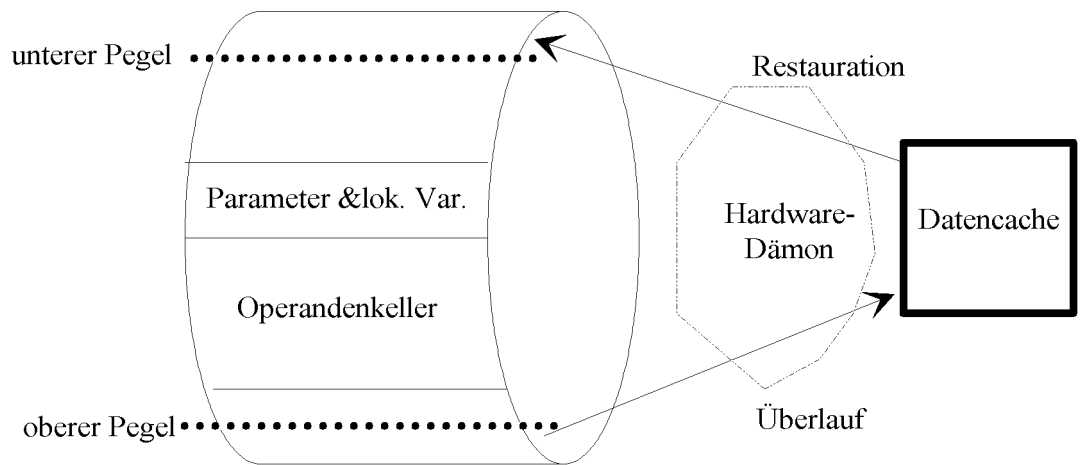 unterer Pegel
Restauration
Parameter &lok. Var.
Hardware-
Dämon
Datencache
Operandenkeller
oberer Pegel
Überlauf